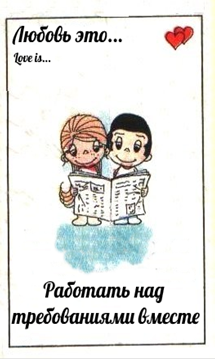 Любовь это...
Love is...
Работать над
требованиями вместе